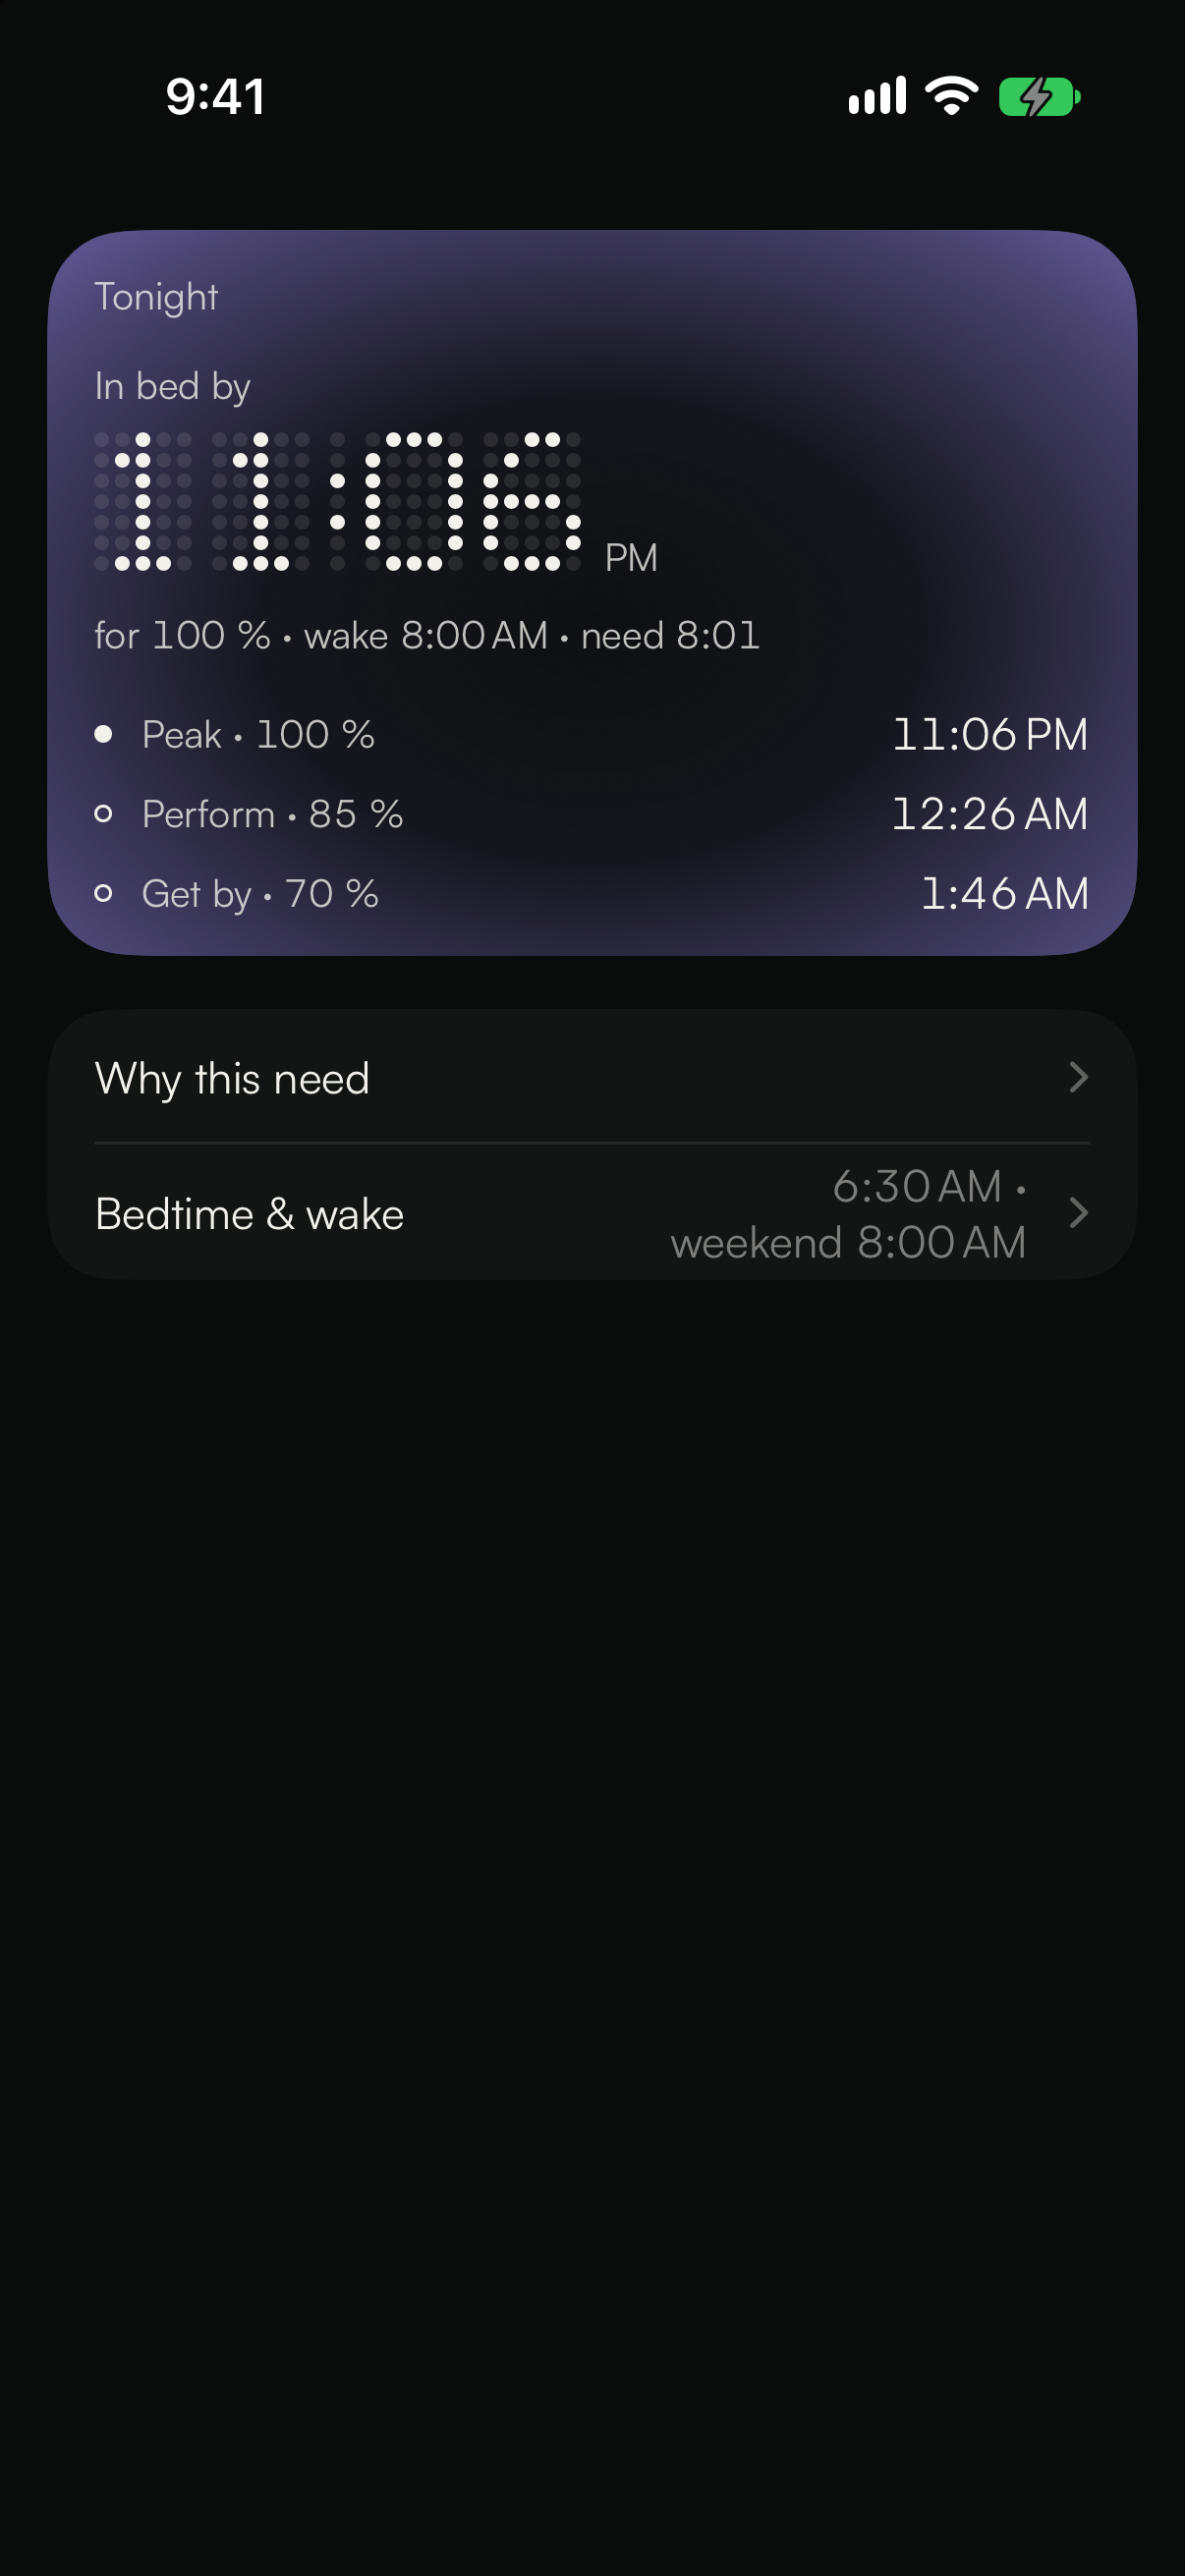 9:41
Tonight
In bed by
11:06 PM
for 100 % · wake 8:00 AM · need 8:01
Peak · 100 % 11:06 PM
Perform · 85 % 12:26 AM
Get by · 70 % 1:46 AM
Why this need
Bedtime & wake
6:30 AM ·
weekend 8:00 AM